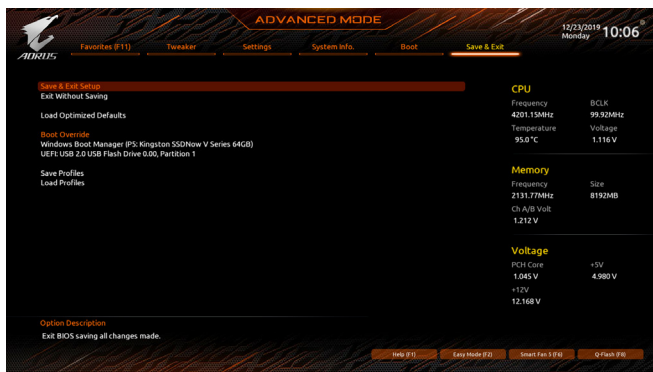 ADVANCED MODE
12/23/2019
Monday
10:06
AORUS
Favorites (F11) Tweaker Settings System Info. Boot Save & Exit
Save & Exit Setup
Exit Without Saving
Load Optimized Defaults
Boot Override
Windows Boot Manager (PS: Kingston SSDNow V Series 64GB)
UEFI: USB 2.0 USB Flash Drive 0.00, Partition 1
Save Profiles
Load Profiles
CPU
Frequency BCLK
4201.15MHz 99.92MHz
Temperature Voltage
95.0 °C 1.116 V
Memory
Frequency Size
2131.77MHz 8192MB
Ch A/B Volt
1.212 V
Voltage
PCH Core +5V
1.045 V 4.980 V
+12V
12.168 V
Option Description
Exit BIOS saving all changes made.
Help (F1) Easy Mode (F2) Smart Fan 5 (F6) Q-Flash (F8)